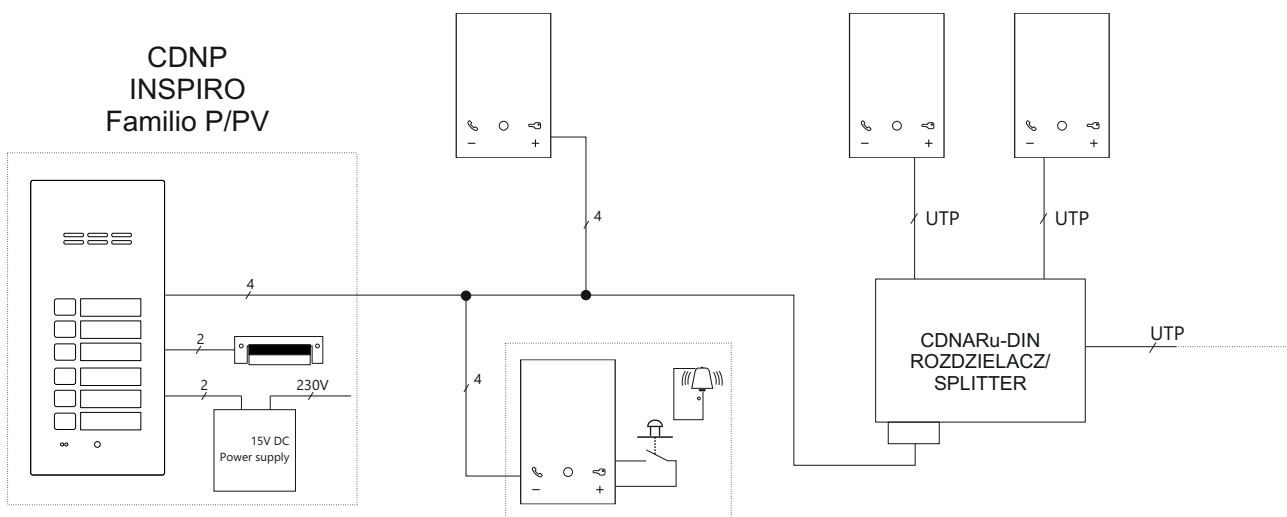 CDNP
INSPIRO
Familio P/PV
− +
− +
− +
4
UTP
UTP
4
2
2
230V
15V DC
Power supply
4
− +
CDNARu-DIN
ROZDZIELACZ/
SPLITTER
UTP